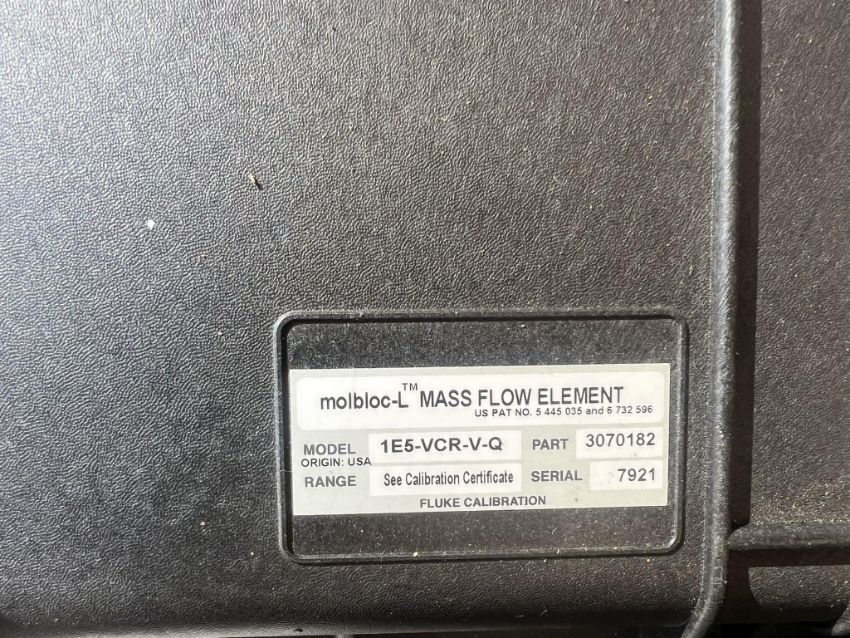 molbloc-L™ MASS FLOW ELEMENT
US PAT NO. 5 445 035 and 6 732 596
MODEL 1E5-VCR-V-Q PART 3070182
ORIGIN: USA
RANGE See Calibration Certificate SERIAL 7921
FLUKE CALIBRATION